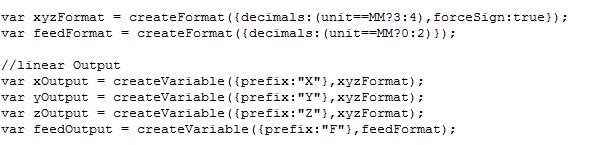 var xyzFormat = createFormat({decimals:(unit==MM?3:4),forceSign:true});
var feedFormat = createFormat({decimals:(unit==MM?0:2)});
//linear Output
var xOutput = createVariable({prefix:"X"},xyzFormat);
var yOutput = createVariable({prefix:"Y"},xyzFormat);
var zOutput = createVariable({prefix:"Z"},xyzFormat);
var feedOutput = createVariable({prefix:"F"},feedFormat);